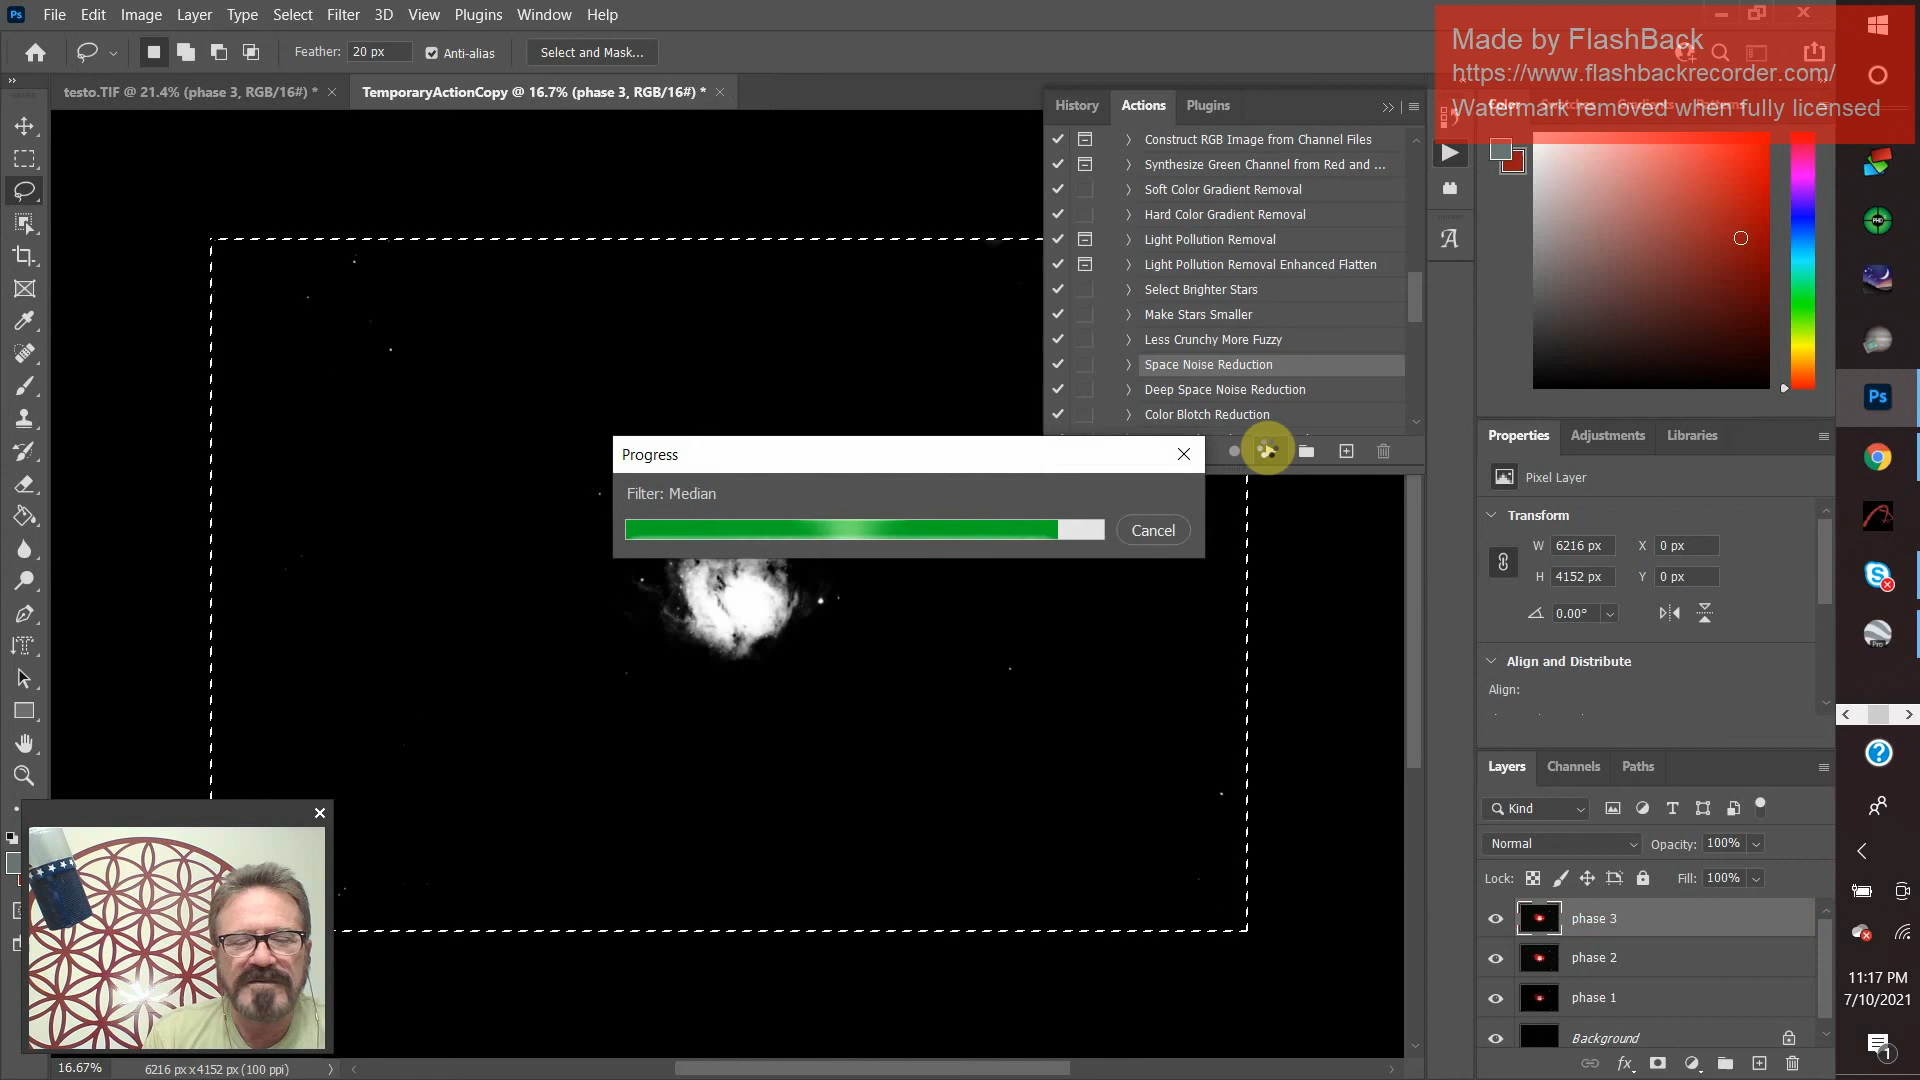 File Edit Image Layer Type Select Filter 3D View Plugins Window Help
Feather: 20 px Anti-alias Select and Mask...
Made by FlashBack
https://www.flashbackrecorder.com/
Watermark removed when fully licensed
testo.TIF @ 21.4% (phase 3, RGB/16#) *
TemporaryActionCopy @ 16.7% (phase 3, RGB/16#) *
History Actions Plugins
Color Swatches Gradients Patterns
Construct RGB Image from Channel Files
Synthesize Green Channel from Red and ...
Soft Color Gradient Removal
Hard Color Gradient Removal
Light Pollution Removal
Light Pollution Removal Enhanced Flatten
Select Brighter Stars
Make Stars Smaller
Less Crunchy More Fuzzy
Space Noise Reduction
Deep Space Noise Reduction
Color Blotch Reduction
Progress
Filter: Median
Cancel
Properties Adjustments Libraries
Pixel Layer
Transform
W 6216 px X 0 px
H 4152 px Y 0 px
0.00°
Align and Distribute
Align:
Layers Channels Paths
Kind
Normal Opacity: 100%
Lock: Fill: 100%
phase 3
phase 2
phase 1
Background
16.67% 6216 px x 4152 px (100 ppi)
Ps
Ps
Pro
11:17 PM
7/10/2021
1